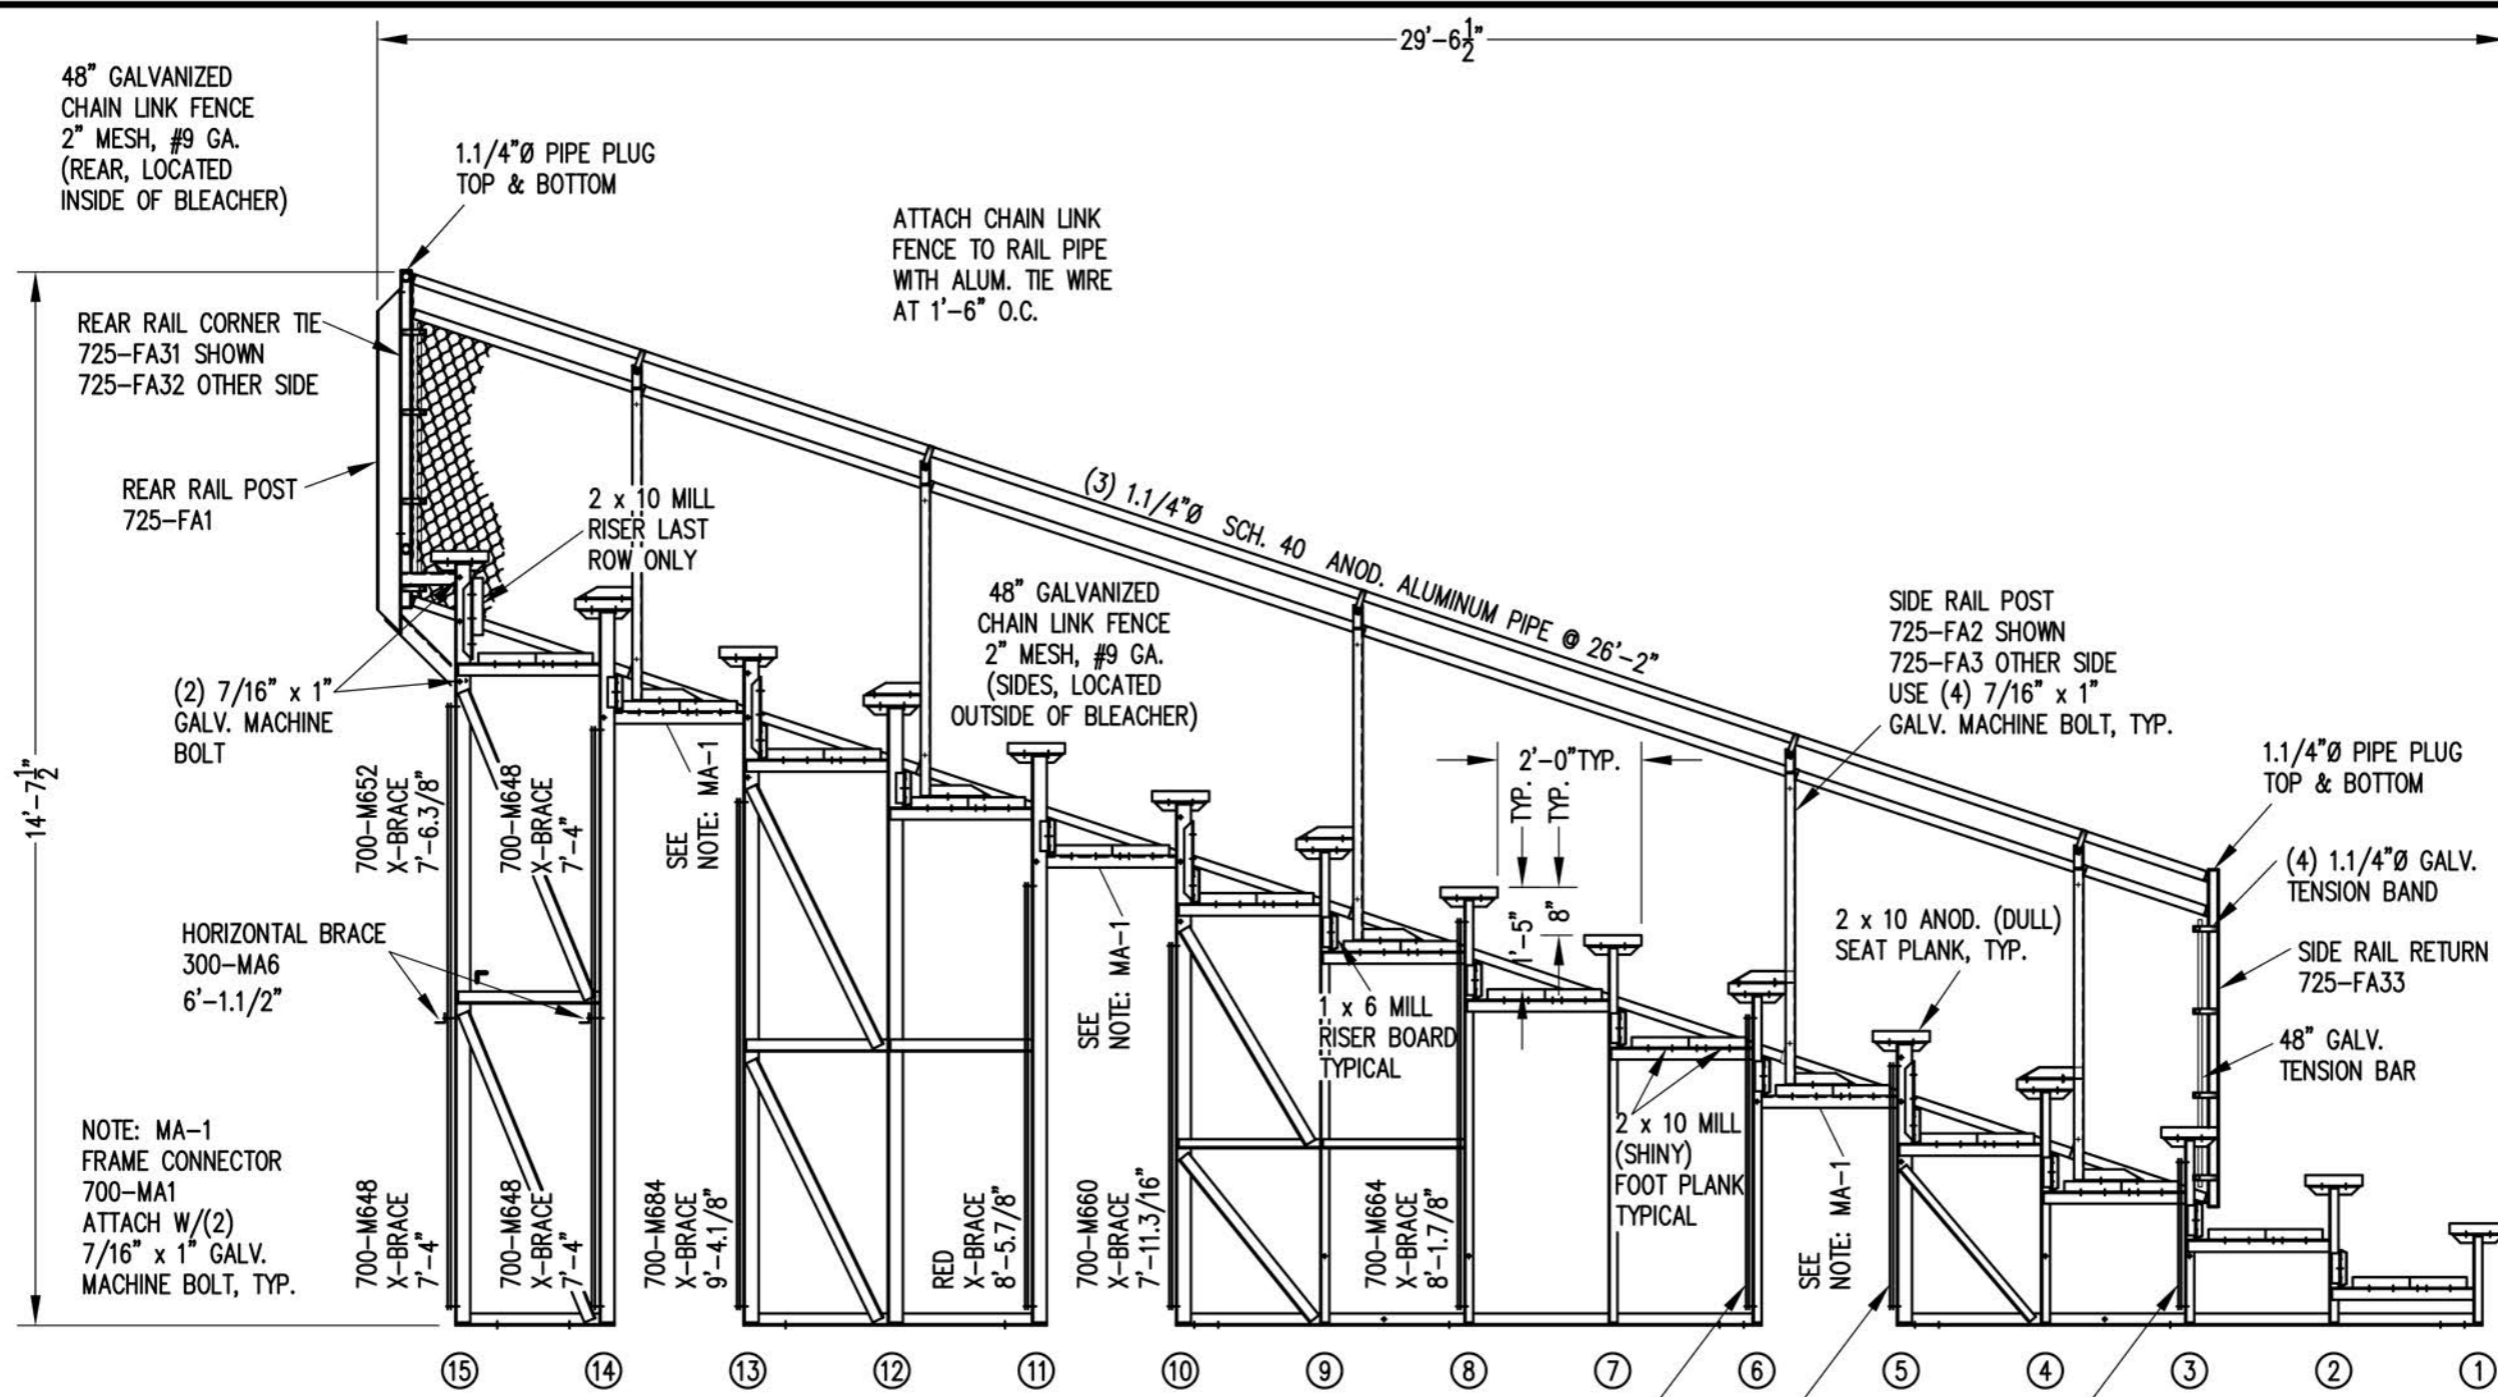 29'-6 1/2"
48" GALVANIZED
CHAIN LINK FENCE
2" MESH, #9 GA.
(REAR, LOCATED
INSIDE OF BLEACHER)
1.1/4"Ø PIPE PLUG
TOP & BOTTOM
ATTACH CHAIN LINK
FENCE TO RAIL PIPE
WITH ALUM. TIE WIRE
AT 1'-6" O.C.
REAR RAIL CORNER TIE
725-FA31 SHOWN
725-FA32 OTHER SIDE
REAR RAIL POST
725-FA1
2 x 10 MILL
RISER LAST
ROW ONLY
(3) 1.1/4"Ø SCH. 40 ANOD. ALUMINUM PIPE @ 26'-2"
48" GALVANIZED
CHAIN LINK FENCE
2" MESH, #9 GA.
(SIDES, LOCATED
OUTSIDE OF BLEACHER)
SIDE RAIL POST
725-FA2 SHOWN
725-FA3 OTHER SIDE
USE (4) 7/16" x 1"
GALV. MACHINE BOLT, TYP.
(2) 7/16" x 1"
GALV. MACHINE
BOLT
14'-7 1/2"
2'-0"TYP.
TYP.
TYP.
1'-5"
8"
1.1/4"Ø PIPE PLUG
TOP & BOTTOM
(4) 1.1/4"Ø GALV.
TENSION BAND
700-M652
X-BRACE
7'-6.3/8"
700-M648
X-BRACE
7'-4"
SEE
NOTE: MA-1
2 x 10 ANOD. (DULL)
SEAT PLANK, TYP.
SIDE RAIL RETURN
725-FA33
HORIZONTAL BRACE
300-MA6
6'-1.1/2"
SEE
NOTE: MA-1
1 x 6 MILL
RISER BOARD
TYPICAL
48" GALV.
TENSION BAR
NOTE: MA-1
FRAME CONNECTOR
700-MA1
ATTACH W/(2)
7/16" x 1" GALV.
MACHINE BOLT, TYP.
700-M648
X-BRACE
7'-4"
700-M648
X-BRACE
7'-4"
700-M684
X-BRACE
9'-4.1/8"
RED
X-BRACE
8'-5.7/8"
700-M660
X-BRACE
7'-11.3/16"
700-M664
X-BRACE
8'-1.7/8"
2 x 10 MILL
(SHINY)
FOOT PLANK
TYPICAL
SEE
NOTE: MA-1
15 14 13 12 11 10 9 8 7 6 5 4 3 2 1